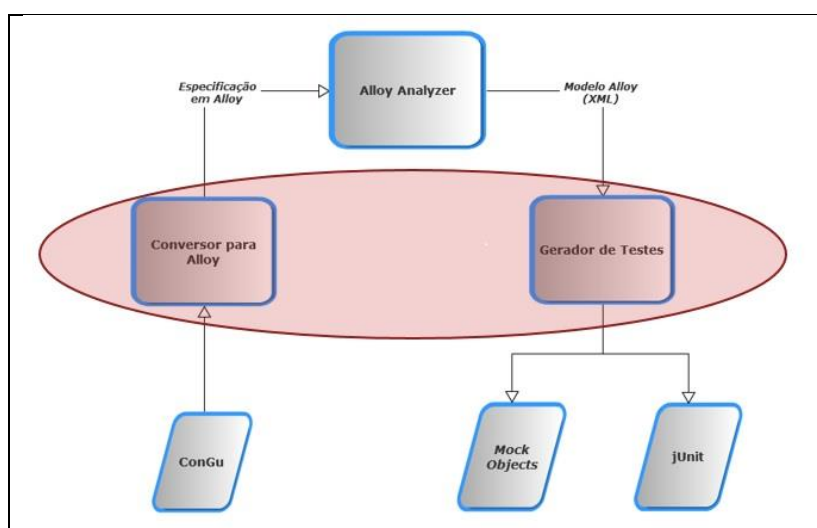 Especificação
em Alloy
Alloy Analyzer
Modelo Alloy
(XML)
Conversor para
Alloy
Gerador de Testes
ConGu
Mock
Objects
jUnit